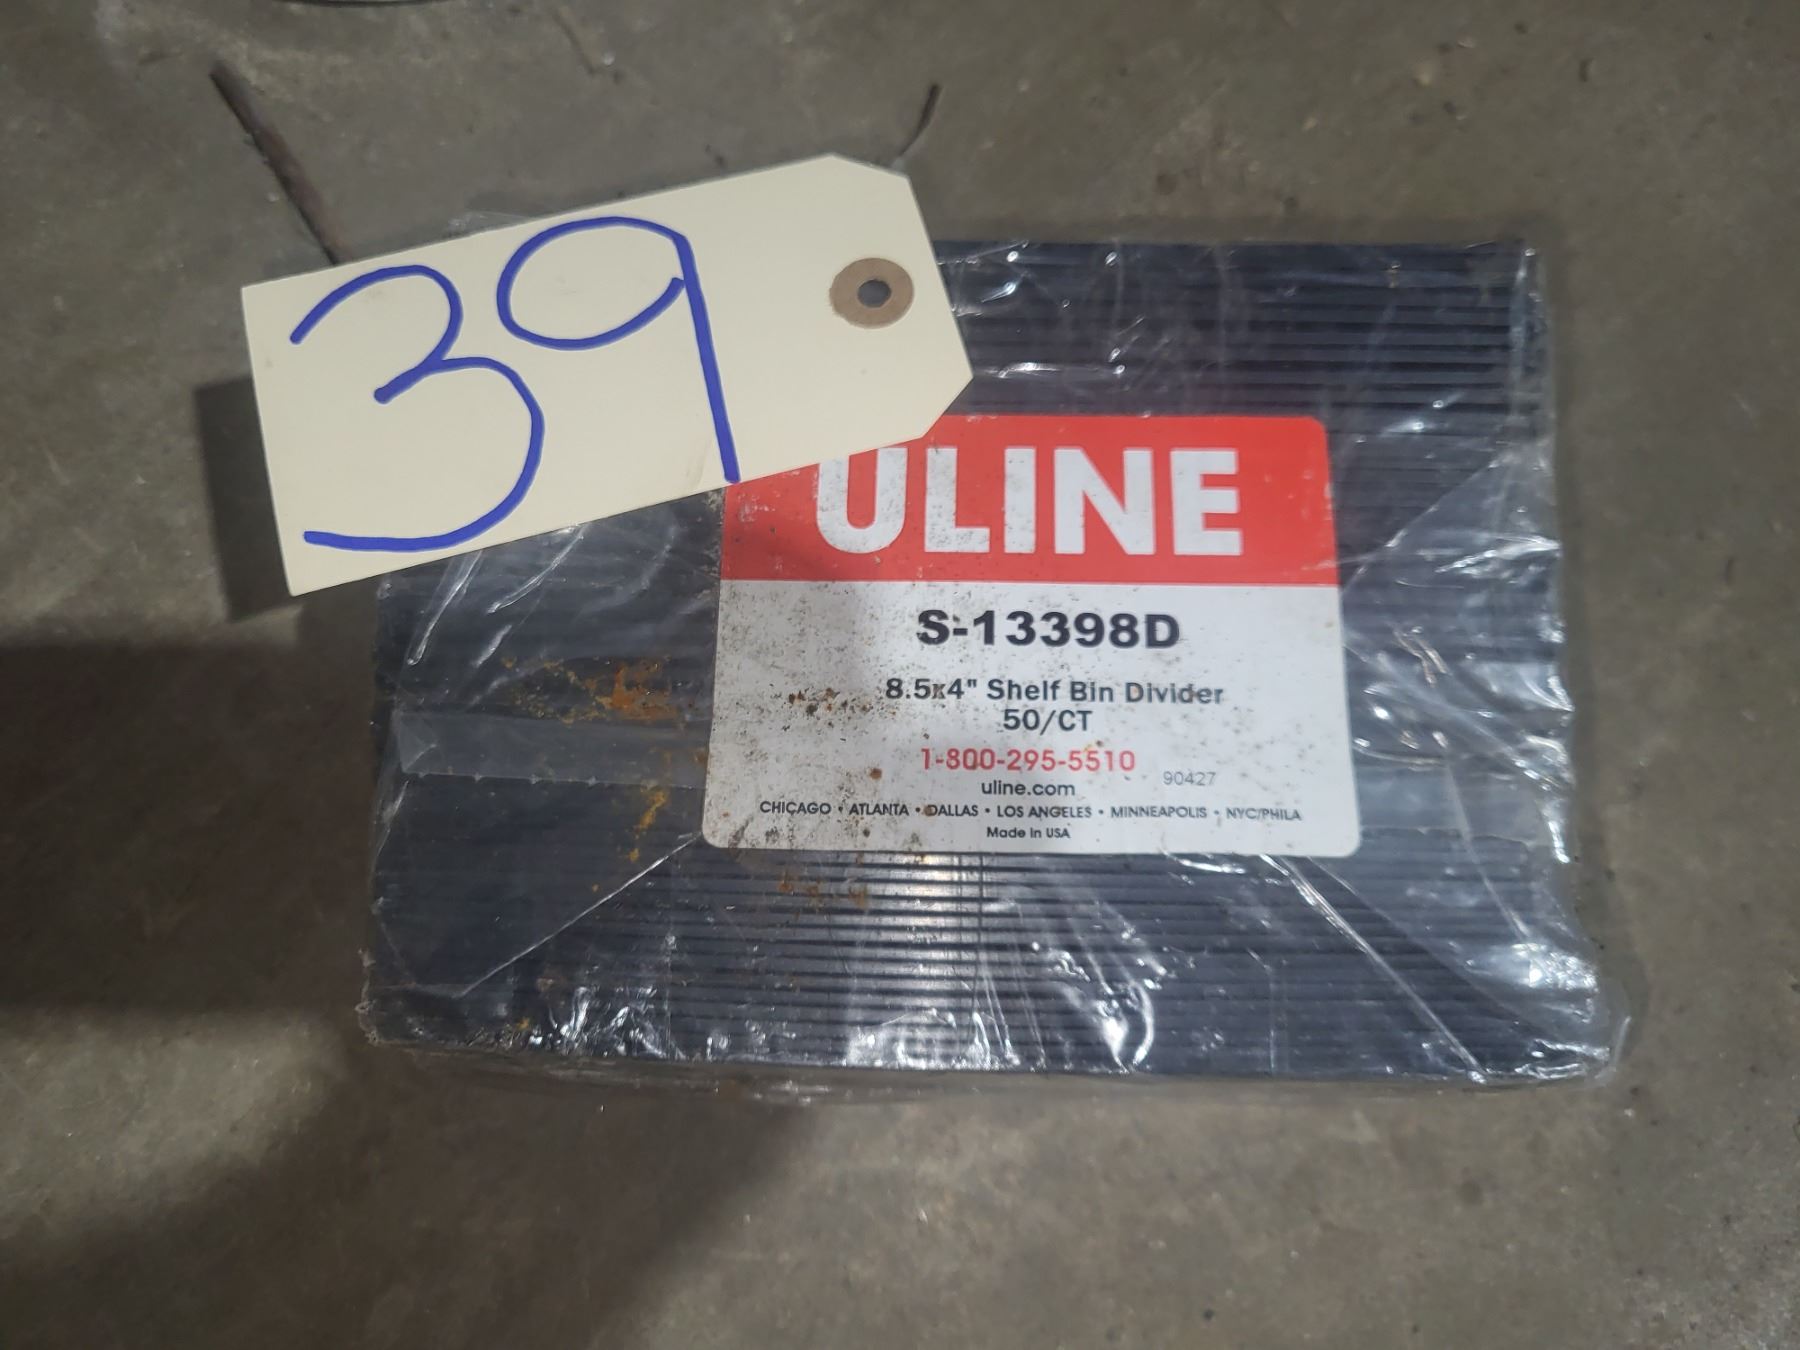 39
ULINE
S-13398D
8.5x4" Shelf Bin Divider
50/CT
1-800-295-5510
90427
uline.com
CHICAGO • ATLANTA • DALLAS • LOS ANGELES • MINNEAPOLIS • NYC/PHILA
Made in USA